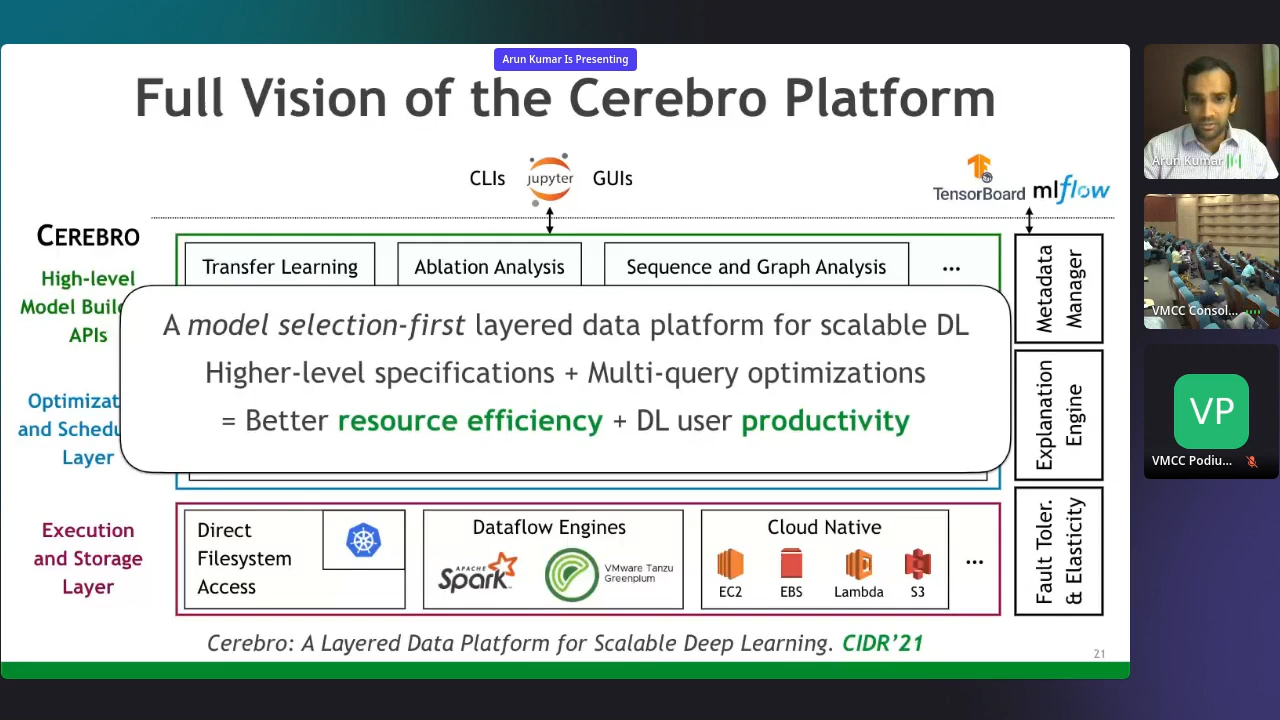 Arun Kumar Is Presenting
Full Vision of the Cerebro Platform
CLIs
jupyter
GUIs
TensorBoard
mlflow
CEREBRO
High-level
Model Buil
APIs
Transfer Learning
Ablation Analysis
Sequence and Graph Analysis
...
Metadata
Manager
A model selection-first layered data platform for scalable DL
Higher-level specifications + Multi-query optimizations
= Better resource efficiency + DL user productivity
Optimizat
and Schedu
Layer
Explanation
Engine
Execution
and Storage
Layer
Direct
Filesystem
Access
Dataflow Engines
APACHE
Spark
VMware Tanzu
Greenplum
Cloud Native
EC2
EBS
Lambda
S3
...
Fault Toler.
& Elasticity
Cerebro: A Layered Data Platform for Scalable Deep Learning. CIDR'21
21
Arun Kumar
VMCC Consol...
VP
VMCC Podiu...